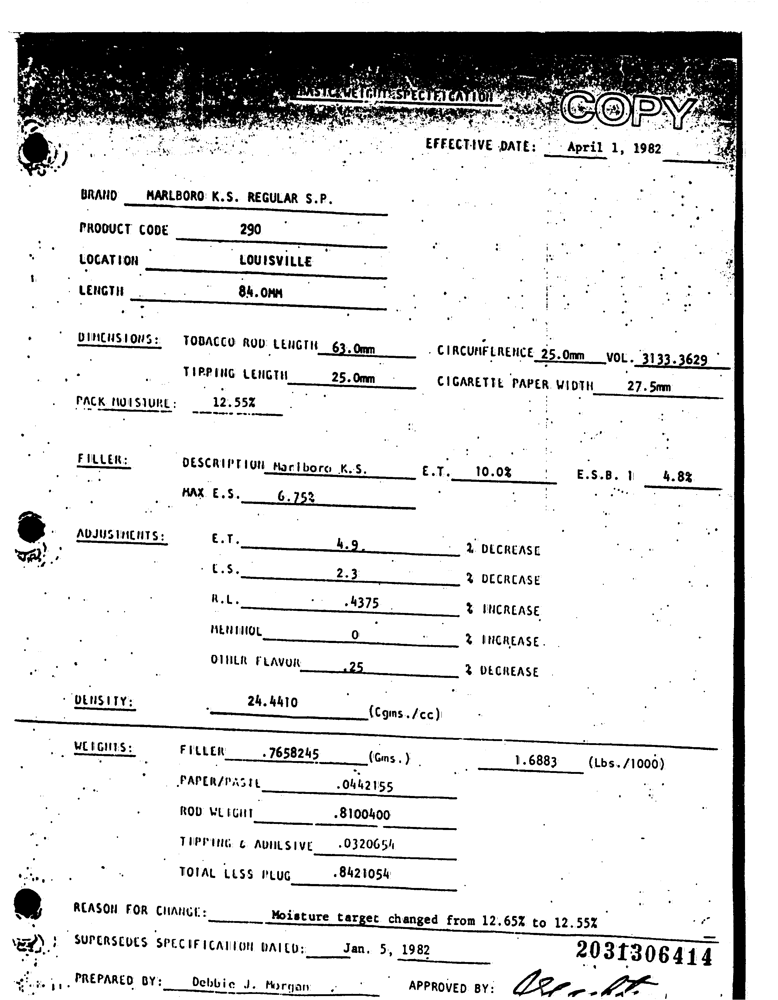 BASIC WEIGHT SPECIFICATION
COPY
EFFECTIVE DATE: April 1, 1982
BRAND MARLBORO K.S. REGULAR S.P.
PRODUCT CODE 290
LOCATION LOUISVILLE
LENGTH 84.0MM
DIMENSIONS: TOBACCO ROD LENGTH 63.0mm CIRCUMFERENCE 25.0mm VOL. 3133.3629
TIPPING LENGTH 25.0mm CIGARETTE PAPER WIDTH 27.5mm
PACK MOISTURE: 12.55%
FILLER: DESCRIPTION Marlboro K.S. E.T. 10.0% E.S.B. 4.8%
MAX E.S. 6.75%
ADJUSTMENTS: E.T. 4.9 % DECREASE
E.S. 2.3 % DECREASE
R.L. .4375 % INCREASE
MENTHOL 0 % INCREASE
OTHER FLAVOR .25 % DECREASE
DENSITY: 24.4410 (Cgms./cc)
WEIGHTS: FILLER .7658245 (Gms.) 1.6883 (Lbs./1000)
PAPER/PASTE .0442155
ROD WEIGHT .8100400
TIPPING & ADHESIVE .0320654
TOTAL LESS PLUG .8421054
REASON FOR CHANGE: Moisture target changed from 12.65% to 12.55%
SUPERSEDES SPECIFICATION DATED: Jan. 5, 1982
2031306414
PREPARED BY: Debbie J. Morgan APPROVED BY: